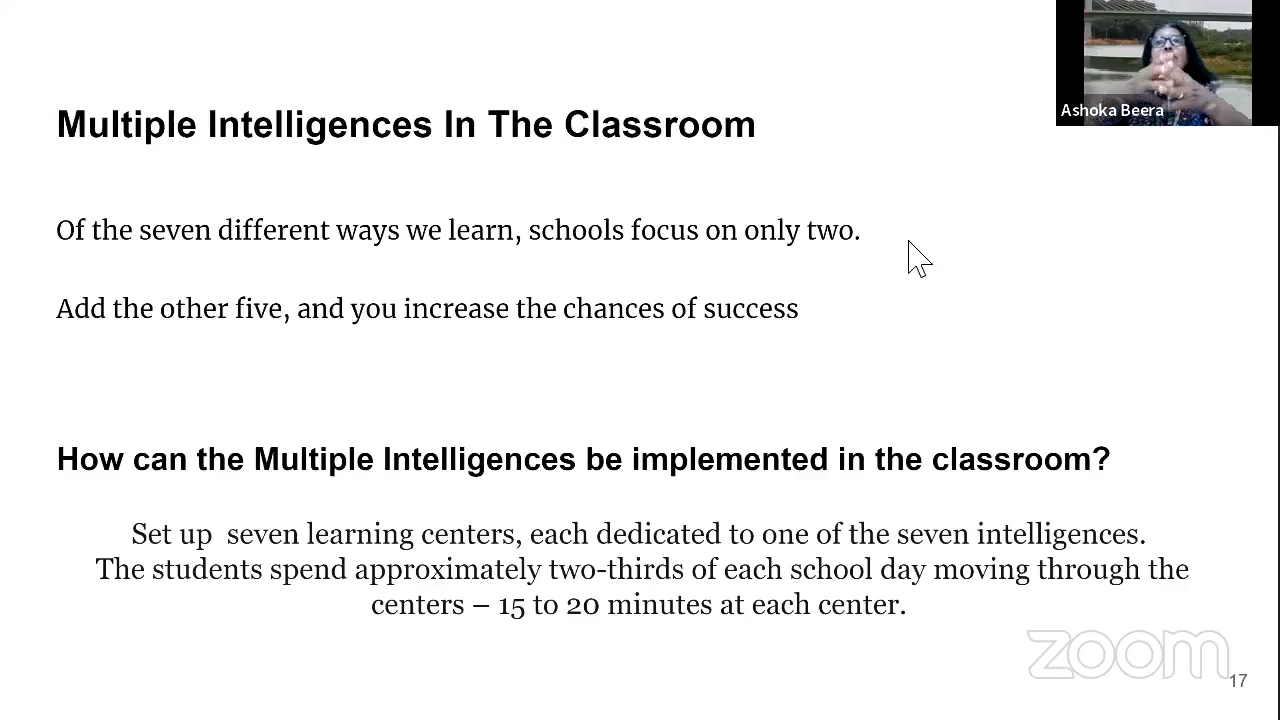 Ashoka Beera
Multiple Intelligences In The Classroom
Of the seven different ways we learn, schools focus on only two.
Add the other five, and you increase the chances of success
How can the Multiple Intelligences be implemented in the classroom?
Set up  seven learning centers, each dedicated to one of the seven intelligences.
The students spend approximately two-thirds of each school day moving through the
centers – 15 to 20 minutes at each center.
zoom
17